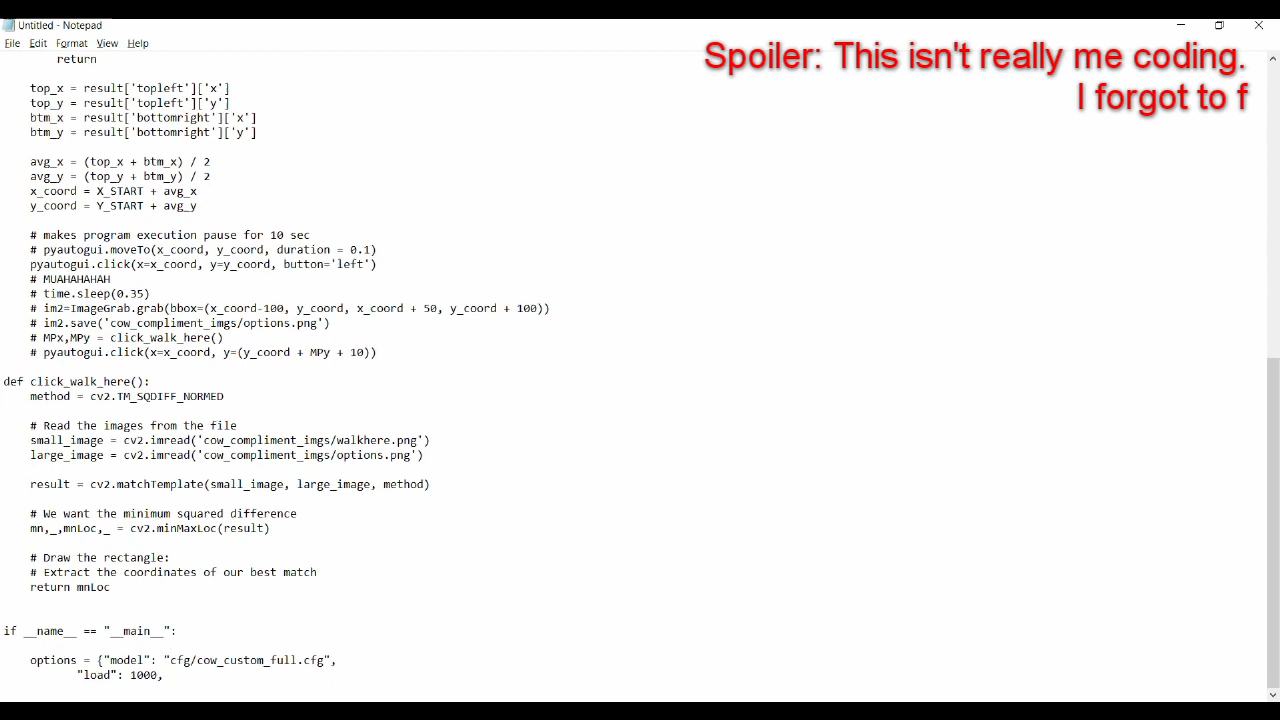 Untitled - Notepad
File Edit Format View Help
Spoiler: This isn't really me coding.
I forgot to f
return
top_x = result['topleft']['x']
top_y = result['topleft']['y']
btm_x = result['bottomright']['x']
btm_y = result['bottomright']['y']
avg_x = (top_x + btm_x) / 2
avg_y = (top_y + btm_y) / 2
x_coord = X_START + avg_x
y_coord = Y_START + avg_y
# makes program execution pause for 10 sec
# pyautogui.moveTo(x_coord, y_coord, duration = 0.1)
pyautogui.click(x=x_coord, y=y_coord, button='left')
# MUAHAHAHAH
# time.sleep(0.35)
# im2=ImageGrab.grab(bbox=(x_coord-100, y_coord, x_coord + 50, y_coord + 100))
# im2.save('cow_compliment_imgs/options.png')
# MPx,MPy = click_walk_here()
# pyautogui.click(x=x_coord, y=(y_coord + MPy + 10))
def click_walk_here():
method = cv2.TM_SQDIFF_NORMED
# Read the images from the file
small_image = cv2.imread('cow_compliment_imgs/walkhere.png')
large_image = cv2.imread('cow_compliment_imgs/options.png')
result = cv2.matchTemplate(small_image, large_image, method)
# We want the minimum squared difference
mn,_,mnLoc,_ = cv2.minMaxLoc(result)
# Draw the rectangle:
# Extract the coordinates of our best match
return mnLoc
if __name__ == "__main__":
options = {"model": "cfg/cow_custom_full.cfg",
"load": 1000,